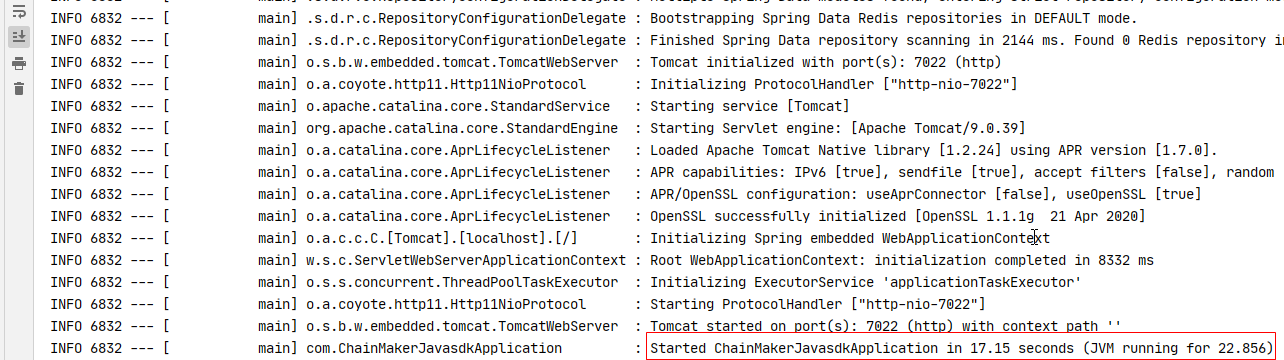 INFO 6832 --- [           main] .s.d.r.c.RepositoryConfigurationDelegate : Bootstrapping Spring Data Redis repositories in DEFAULT mode.
INFO 6832 --- [           main] .s.d.r.c.RepositoryConfigurationDelegate : Finished Spring Data repository scanning in 2144 ms. Found 0 Redis repository
INFO 6832 --- [           main] o.s.b.w.embedded.tomcat.TomcatWebServer  : Tomcat initialized with port(s): 7022 (http)
INFO 6832 --- [           main] o.a.coyote.http11.Http11NioProtocol      : Initializing ProtocolHandler ["http-nio-7022"]
INFO 6832 --- [           main] o.apache.catalina.core.StandardService   : Starting service [Tomcat]
INFO 6832 --- [           main] org.apache.catalina.core.StandardEngine  : Starting Servlet engine: [Apache Tomcat/9.0.39]
INFO 6832 --- [           main] o.a.catalina.core.AprLifecycleListener   : Loaded Apache Tomcat Native library [1.2.24] using APR version [1.7.0].
INFO 6832 --- [           main] o.a.catalina.core.AprLifecycleListener   : APR capabilities: IPv6 [true], sendfile [true], accept filters [false], random
INFO 6832 --- [           main] o.a.catalina.core.AprLifecycleListener   : APR/OpenSSL configuration: useAprConnector [false], useOpenSSL [true]
INFO 6832 --- [           main] o.a.catalina.core.AprLifecycleListener   : OpenSSL successfully initialized [OpenSSL 1.1.1g  21 Apr 2020]
INFO 6832 --- [           main] o.a.c.c.C.[Tomcat].[localhost].[/]       : Initializing Spring embedded WebApplicationContext
INFO 6832 --- [           main] w.s.c.ServletWebServerApplicationContext : Root WebApplicationContext: initialization completed in 8332 ms
INFO 6832 --- [           main] o.s.s.concurrent.ThreadPoolTaskExecutor  : Initializing ExecutorService 'applicationTaskExecutor'
INFO 6832 --- [           main] o.a.coyote.http11.Http11NioProtocol      : Starting ProtocolHandler ["http-nio-7022"]
INFO 6832 --- [           main] o.s.b.w.embedded.tomcat.TomcatWebServer  : Tomcat started on port(s): 7022 (http) with context path ''
INFO 6832 --- [           main] com.ChainMakerJavasdkApplication         : Started ChainMakerJavasdkApplication in 17.15 seconds (JVM running for 22.856)